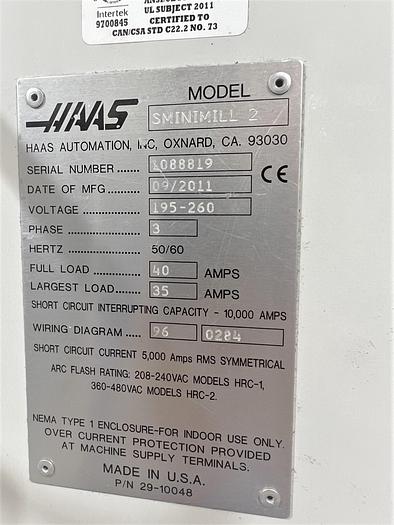 Intertek
9700845
UL SUBJECT 2011
CERTIFIED TO
CAN/CSA STD C22.2 NO. 73
HAAS
MODEL
SMINIMILL 2
HAAS AUTOMATION, INC, OXNARD, CA. 93030
SERIAL NUMBER ...... 1088819
CE
DATE OF MFG ........... 09/2011
VOLTAGE ................. 195-260
PHASE ..................... 3
HERTZ ..................... 50/60
FULL LOAD ............... 40 AMPS
LARGEST LOAD ......... 35 AMPS
SHORT CIRCUIT INTERRUPTING CAPACITY - 10,000 AMPS
WIRING DIAGRAM ..... 96 0284
SHORT CIRCUIT CURRENT 5,000 Amps RMS SYMMETRICAL
ARC FLASH RATING: 208-240VAC MODELS HRC-1,
360-480VAC MODELS HRC-2.
NEMA TYPE 1 ENCLOSURE-FOR INDOOR USE ONLY.
OVER CURRENT PROTECTION PROVIDED
AT MACHINE SUPPLY TERMINALS.
MADE IN U.S.A.
P/N 29-10048